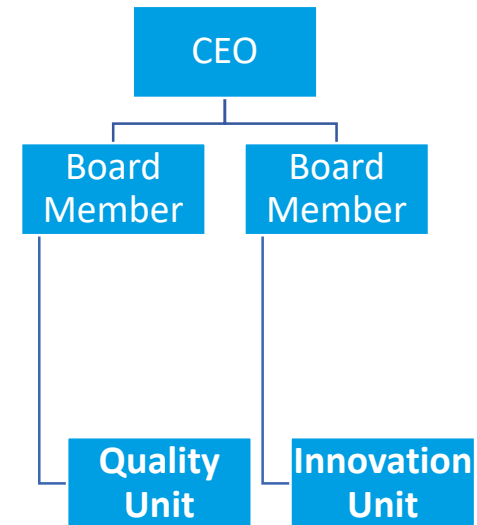 CEO
Board
Member
Board
Member
Quality
Unit
Innovation
Unit